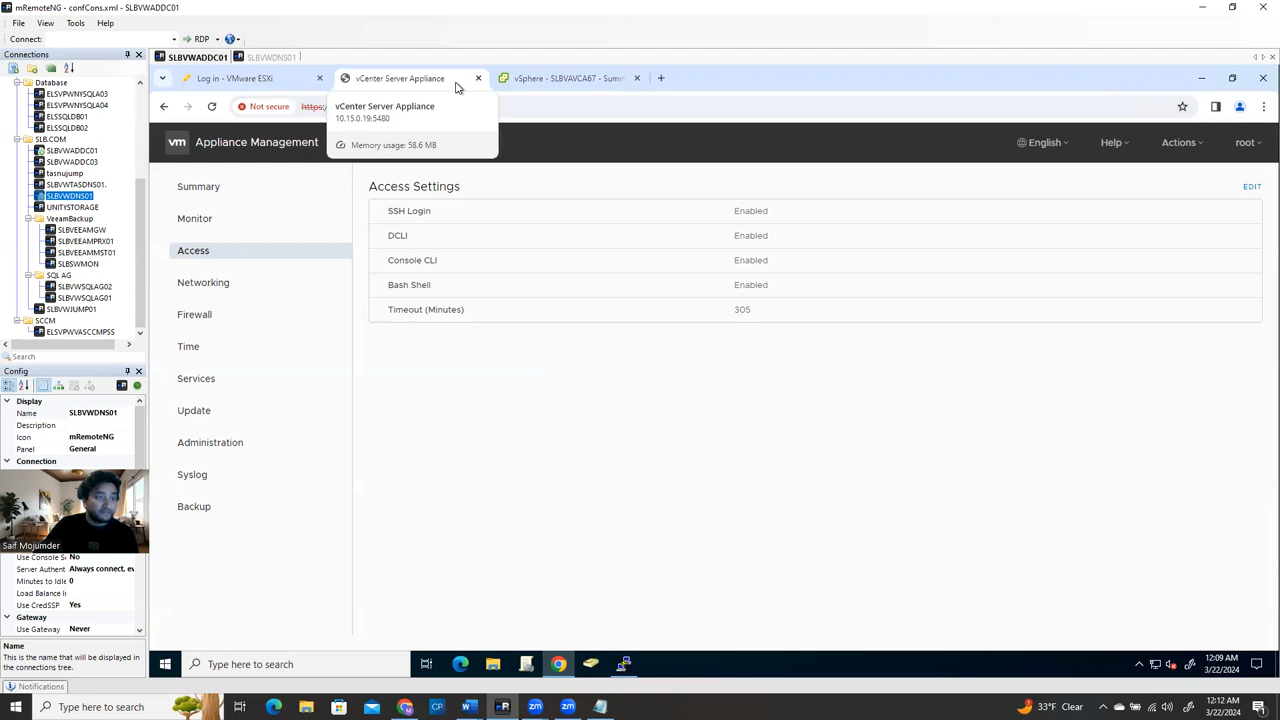 mRemoteNG - confCons.xml - SLBVWADDC01
File View Tools Help
Connect: RDP
Connections
Database
ELSVPWNYSQLA03
ELSVPWNYSQLA04
ELSSQLDB01
ELSSQLDB02
SLB.COM
SLBVWADDC01
SLBVWADDC03
tasnujump
SLBVWTASDNS01.
SLBVWDNS01
UNITYSTORAGE
VeeamBackup
SLBVEEAMGW
SLBVEEAMPRX01
SLBVEEAMMST01
SLBSWMON
SQL AG
SLBVWSQLAG02
SLBVWSQLAG01
SLBVWJUMP01
SCCM
ELSVPWVASCCMPSS
Search
Config
Display
Name SLBVWDNS01
Description
Icon mRemoteNG
Panel General
Connection
Saif Mojumder
Use Console Se No
Server Authent Always connect, ev
Minutes to Idle 0
Load Balance In
Use CredSSP Yes
Gateway
Use Gateway Never
Name
This is the name that will be displayed in
the connections tree.
Notifications
SLBVWADDC01 SLBVWDNS01
Log in - VMware ESXi vCenter Server Appliance vSphere - SLBVAVCA67 - Summ
Not secure https:/
vCenter Server Appliance
10.15.0.19:5480
Memory usage: 58.6 MB
vm Appliance Management English Help Actions root
Summary
Monitor
Access
Networking
Firewall
Time
Services
Update
Administration
Syslog
Backup
Access Settings EDIT
SSH Login Enabled
DCLI Enabled
Console CLI Enabled
Bash Shell Enabled
Timeout (Minutes) 305
Type here to search 12:09 AM
3/22/2024
Type here to search 33°F Clear 12:12 AM
3/22/2024